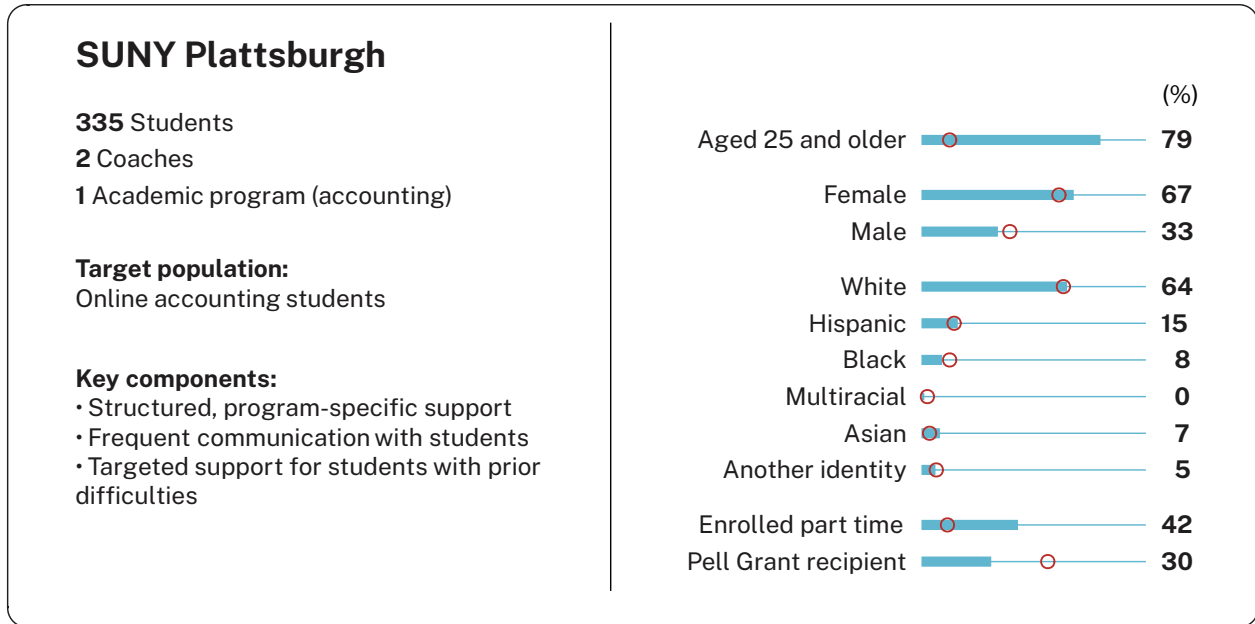 SUNY Plattsburgh
335 Students
2 Coaches
1 Academic program (accounting)
Target population:
Online accounting students
Key components:
• Structured, program-specific support
• Frequent communication with students
• Targeted support for students with prior
difficulties
(%)
Aged 25 and older 79
Female 67
Male 33
White 64
Hispanic 15
Black 8
Multiracial 0
Asian 7
Another identity 5
Enrolled part time 42
Pell Grant recipient 30